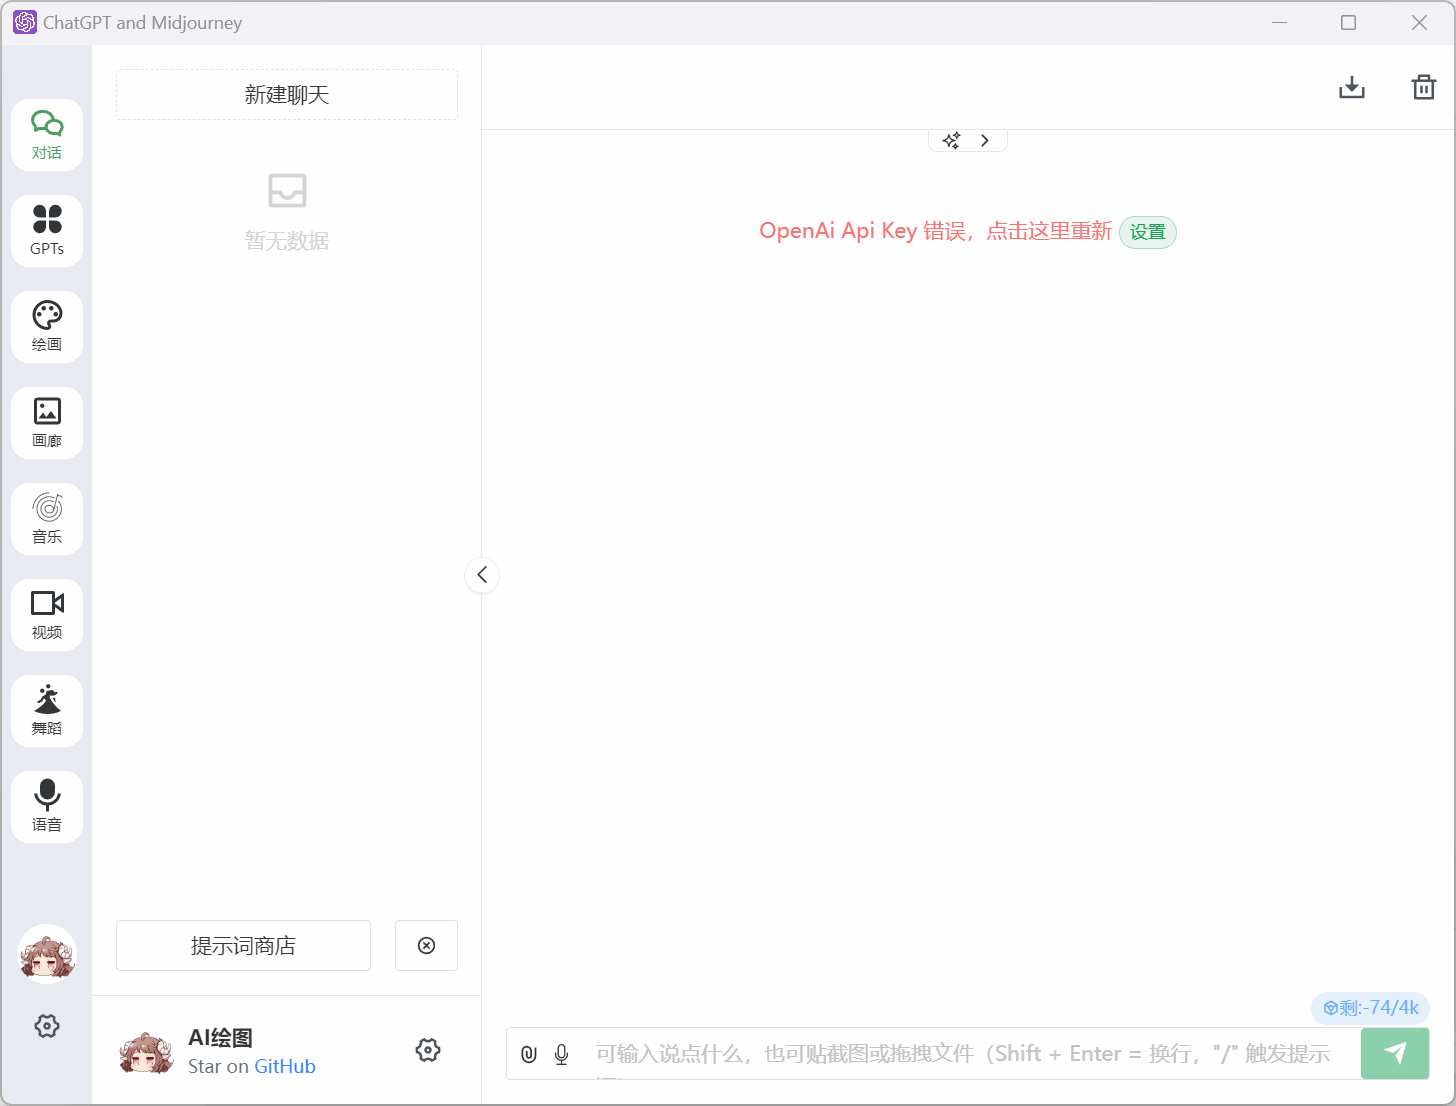 ChatGPT and Midjourney
对话
GPTs
绘画
画廊
音乐
视频
舞蹈
语音
新建聊天
暂无数据
提示词商店
AI绘图
Star on GitHub
OpenAi Api Key 错误，点击这里重新 设置
剩:-74/4k
可输入说点什么，也可贴截图或拖拽文件（Shift + Enter = 换行，"/" 触发提示